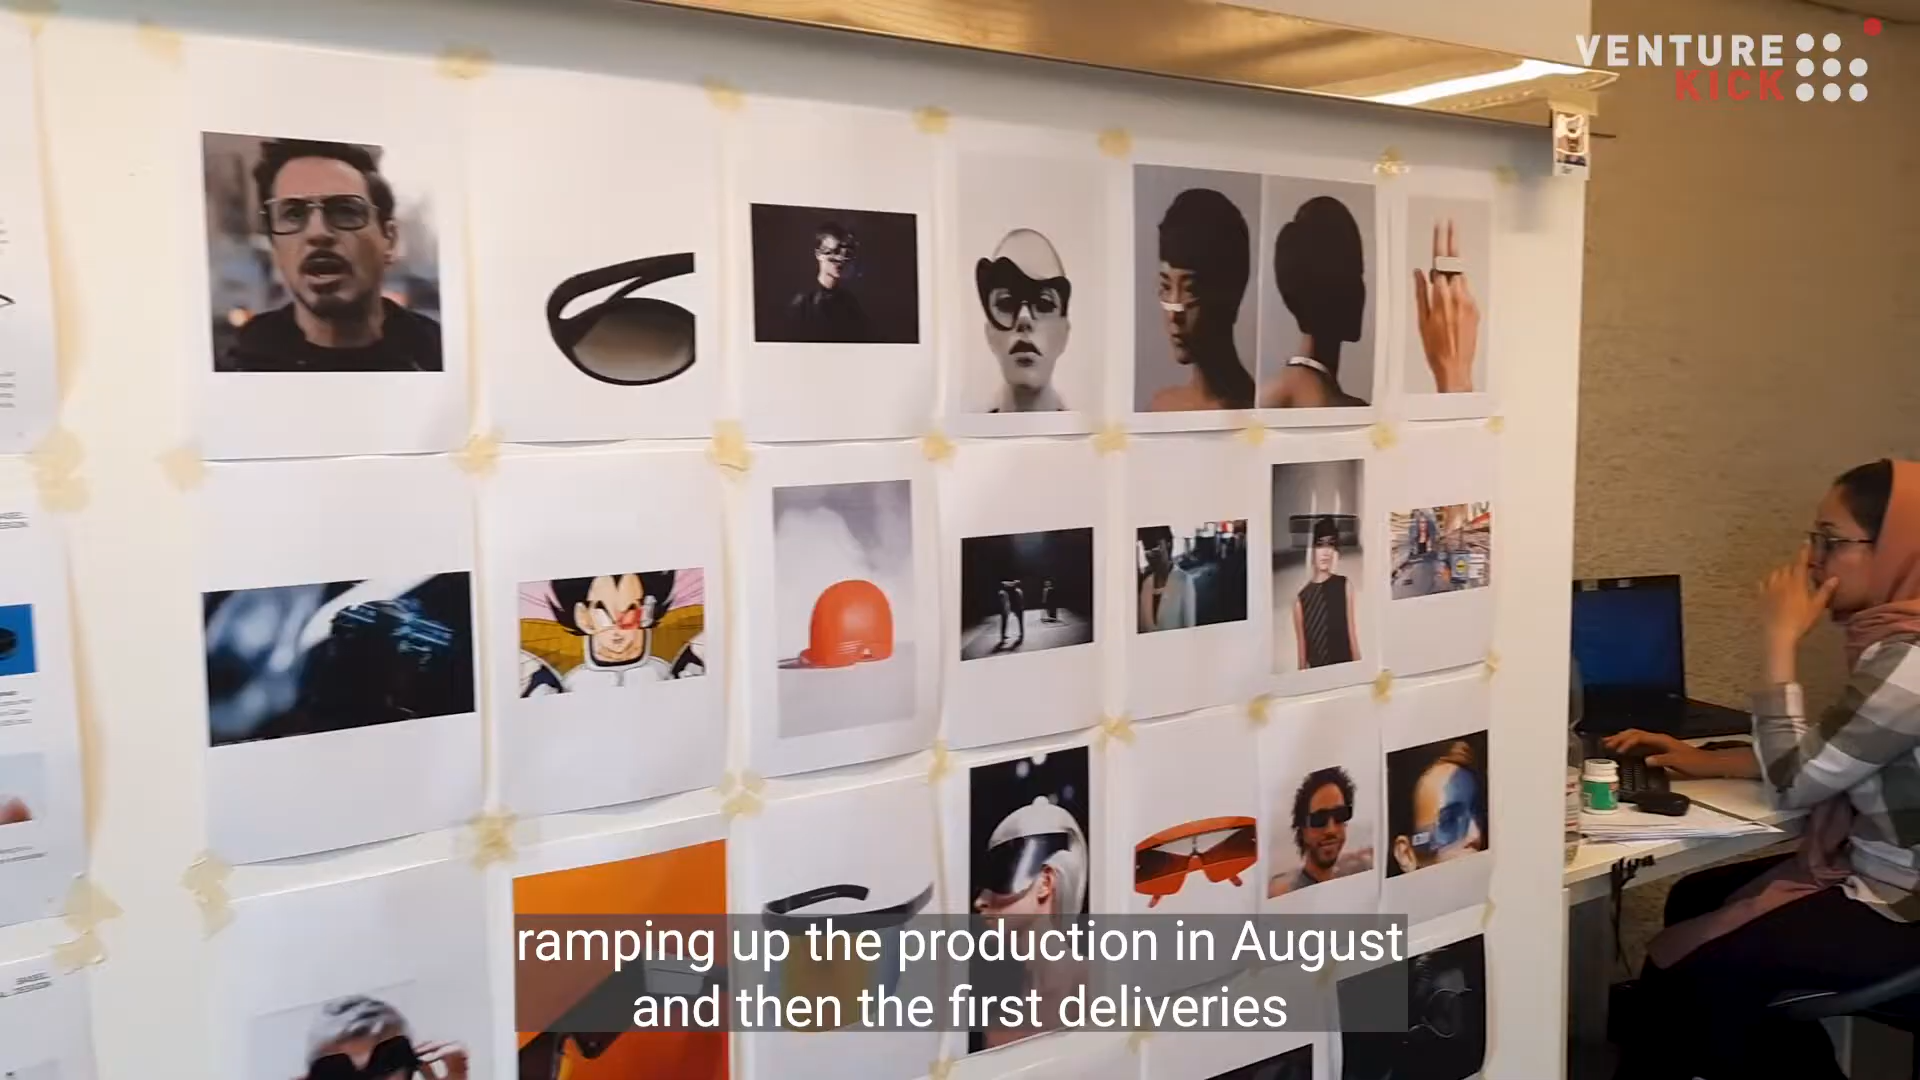 VENTURE
KICK
ramping up the production in August
and then the first deliveries